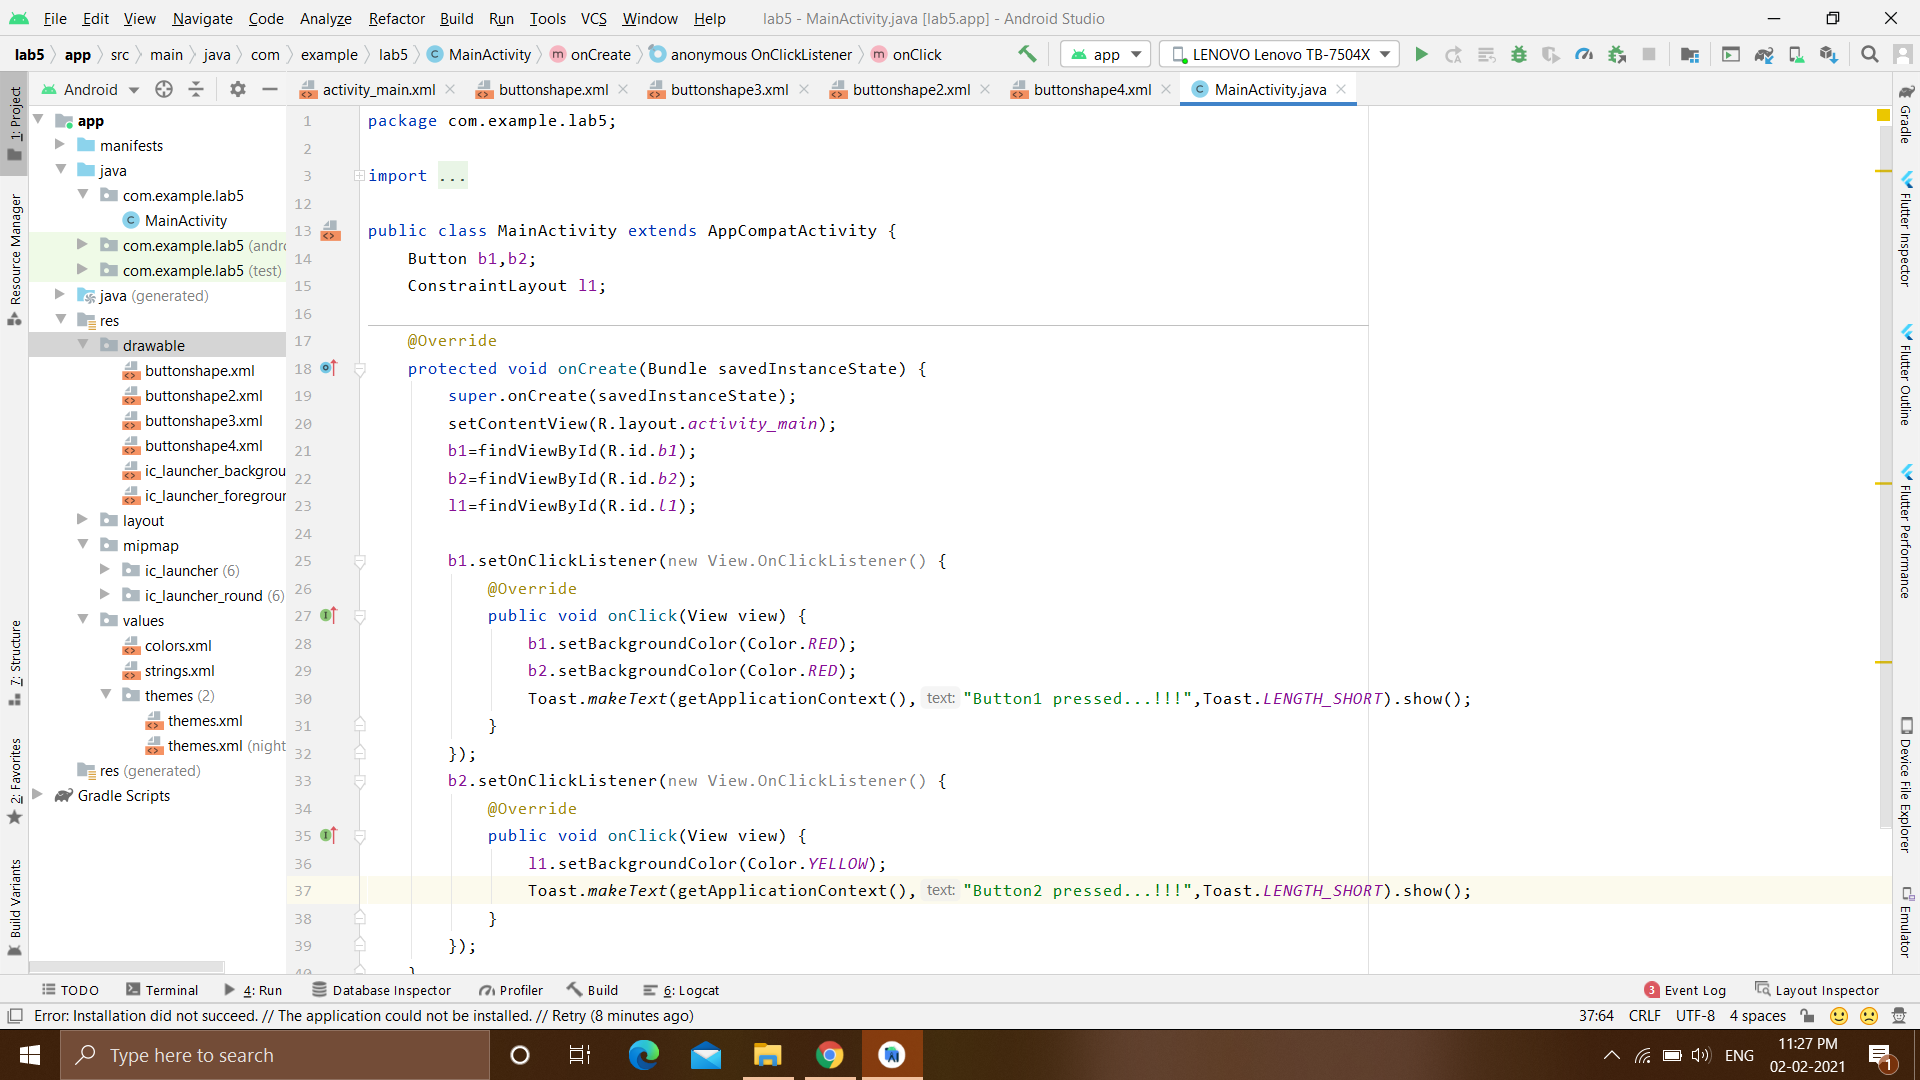 File Edit View Navigate Code Analyze Refactor Build Run Tools VCS Window Help lab5 - MainActivity.java [lab5.app] - Android Studio
lab5 app src main java com example lab5 MainActivity onCreate anonymous OnClickListener onClick app LENOVO Lenovo TB-7504X
Android activity_main.xml buttonshape.xml buttonshape3.xml buttonshape2.xml buttonshape4.xml MainActivity.java
1: Project
Resource Manager
7: Structure
2: Favorites
Build Variants
app
manifests
java
com.example.lab5
MainActivity
com.example.lab5 (andr
com.example.lab5 (test)
java (generated)
res
drawable
buttonshape.xml
buttonshape2.xml
buttonshape3.xml
buttonshape4.xml
ic_launcher_backgrou
ic_launcher_foregrour
layout
mipmap
ic_launcher (6)
ic_launcher_round (6)
values
colors.xml
strings.xml
themes (2)
themes.xml
themes.xml (night
res (generated)
Gradle Scripts
1 package com.example.lab5;
2
3 import ...
12
13 public class MainActivity extends AppCompatActivity {
14 Button b1,b2;
15 ConstraintLayout l1;
16
17 @Override
18 protected void onCreate(Bundle savedInstanceState) {
19 super.onCreate(savedInstanceState);
20 setContentView(R.layout.activity_main);
21 b1=findViewById(R.id.b1);
22 b2=findViewById(R.id.b2);
23 l1=findViewById(R.id.l1);
24
25 b1.setOnClickListener(new View.OnClickListener() {
26 @Override
27 public void onClick(View view) {
28 b1.setBackgroundColor(Color.RED);
29 b2.setBackgroundColor(Color.RED);
30 Toast.makeText(getApplicationContext(), text: "Button1 pressed...!!!",Toast.LENGTH_SHORT).show();
31 }
32 });
33 b2.setOnClickListener(new View.OnClickListener() {
34 @Override
35 public void onClick(View view) {
36 l1.setBackgroundColor(Color.YELLOW);
37 Toast.makeText(getApplicationContext(), text: "Button2 pressed...!!!",Toast.LENGTH_SHORT).show();
38 }
39 });
40 }
Gradle
Flutter Inspector
Flutter Outline
Flutter Performance
Device File Explorer
Emulator
TODO Terminal 4: Run Database Inspector Profiler Build 6: Logcat 3 Event Log Layout Inspector
Error: Installation did not succeed. // The application could not be installed. // Retry (8 minutes ago) 37:64 CRLF UTF-8 4 spaces
Type here to search ENG 11:27 PM
02-02-2021 1